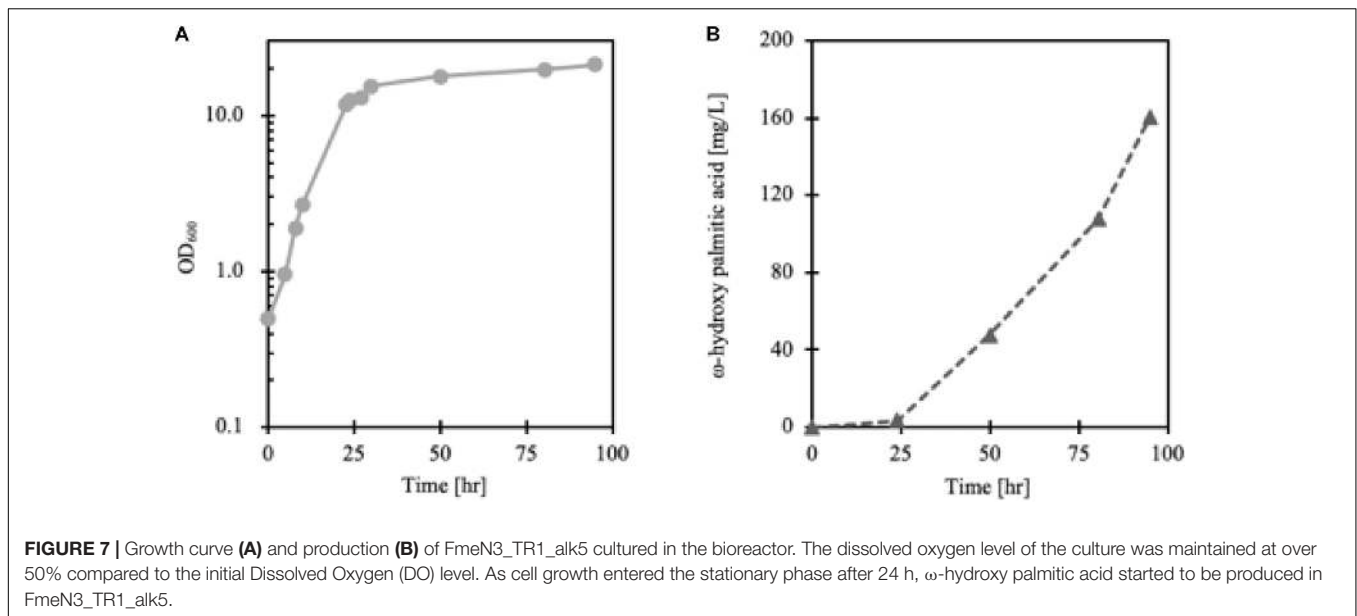 A
OD600
10.0
1.0
0.1
0 25 50 75 100
Time [hr]
B
ω-hydroxy palmitic acid [mg/L]
200
160
120
80
40
0
0 25 50 75 100
Time [hr]
FIGURE 7 | Growth curve (A) and production (B) of FmeN3_TR1_alk5 cultured in the bioreactor. The dissolved oxygen level of the culture was maintained at over
50% compared to the initial Dissolved Oxygen (DO) level. As cell growth entered the stationary phase after 24 h, ω-hydroxy palmitic acid started to be produced in
FmeN3_TR1_alk5.